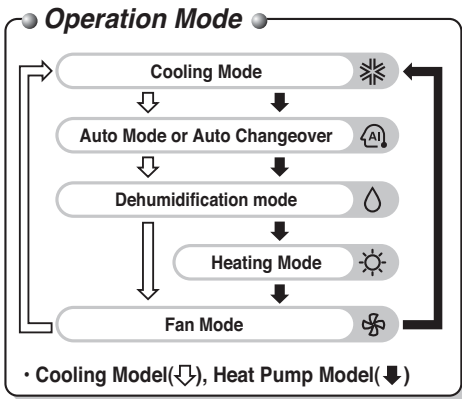 Operation Mode
Cooling Mode
Auto Mode or Auto Changeover
AI
Dehumidification mode
Heating Mode
Fan Mode
• Cooling Model(⇩), Heat Pump Model(⬇)